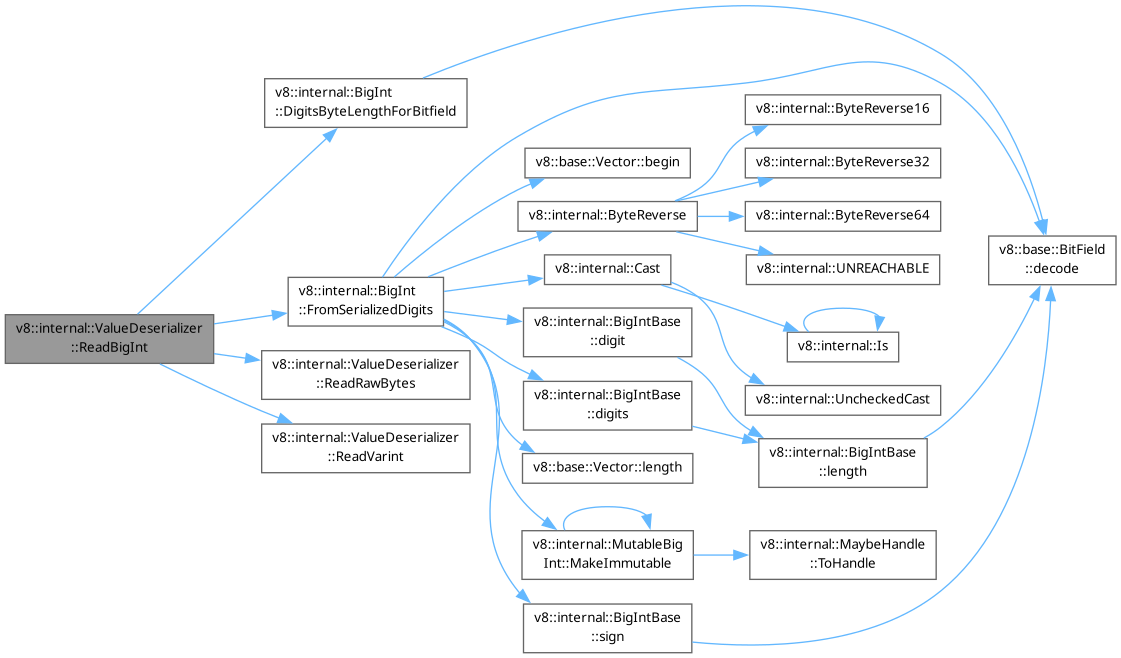 v8::internal::ValueDeserializer
::ReadBigInt
v8::internal::BigInt
::DigitsByteLengthForBitfield
v8::internal::BigInt
::FromSerializedDigits
v8::internal::ValueDeserializer
::ReadRawBytes
v8::internal::ValueDeserializer
::ReadVarint
v8::base::Vector::begin
v8::internal::ByteReverse
v8::internal::Cast
v8::internal::BigIntBase
::digit
v8::internal::BigIntBase
::digits
v8::base::Vector::length
v8::internal::MutableBig
Int::MakeImmutable
v8::internal::BigIntBase
::sign
v8::internal::ByteReverse16
v8::internal::ByteReverse32
v8::internal::ByteReverse64
v8::internal::UNREACHABLE
v8::internal::Is
v8::internal::UncheckedCast
v8::internal::BigIntBase
::length
v8::internal::MaybeHandle
::ToHandle
v8::base::BitField
::decode